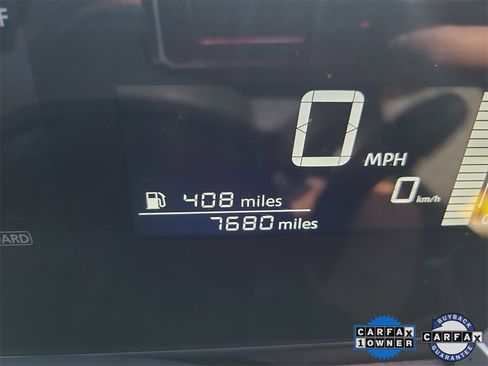 F
0 MPH
0 km/h
408 miles
7680 miles
CARFAX
1 OWNER
BUYBACK
CARFAX
GUARANTEE